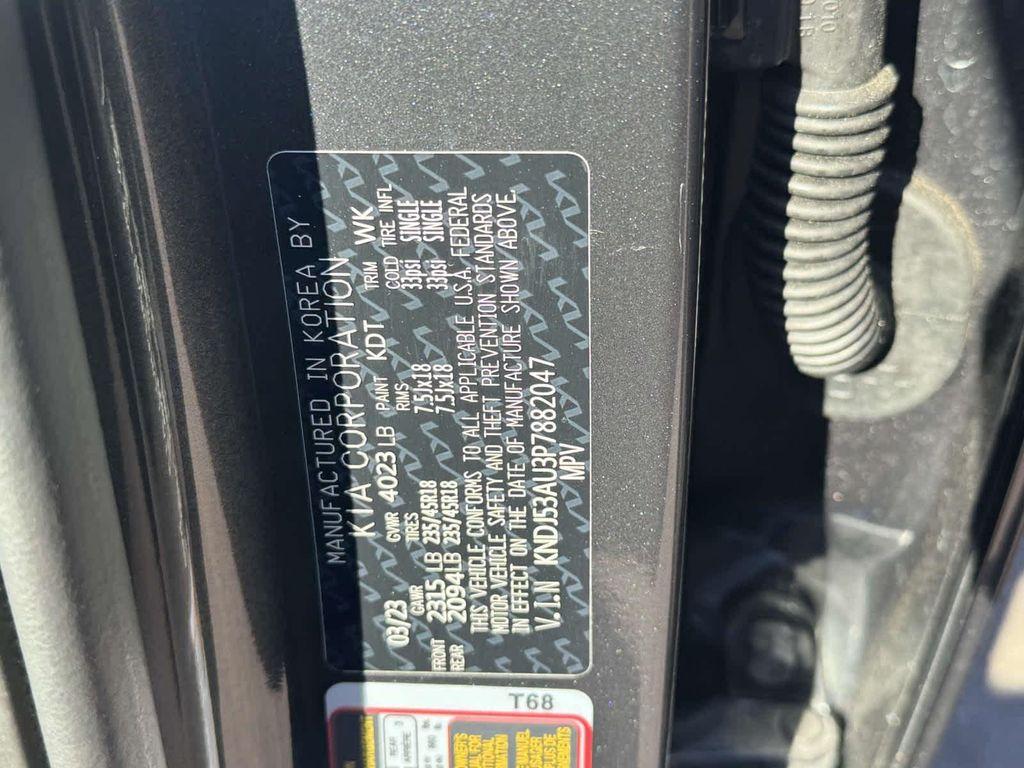 MANUFACTURED IN KOREA BY
KIA CORPORATION
03/23 GVWR 4023 LB PAINT KDT TRIM WK
GAWR TIRES RIMS COLD TIRE INFL
FRONT 2315 LB 235/45R18 7.5Jx18 33psi SINGLE
REAR 2094 LB 235/45R18 7.5Jx18 33psi SINGLE
THIS VEHICLE CONFORMS TO ALL APPLICABLE U.S.A. FEDERAL
MOTOR VEHICLE SAFETY AND THEFT PREVENTION STANDARDS
IN EFFECT ON THE DATE OF MANUFACTURE SHOWN ABOVE.
V.I.N KNDJ53AU3P7882047
MPV
T68
REAR